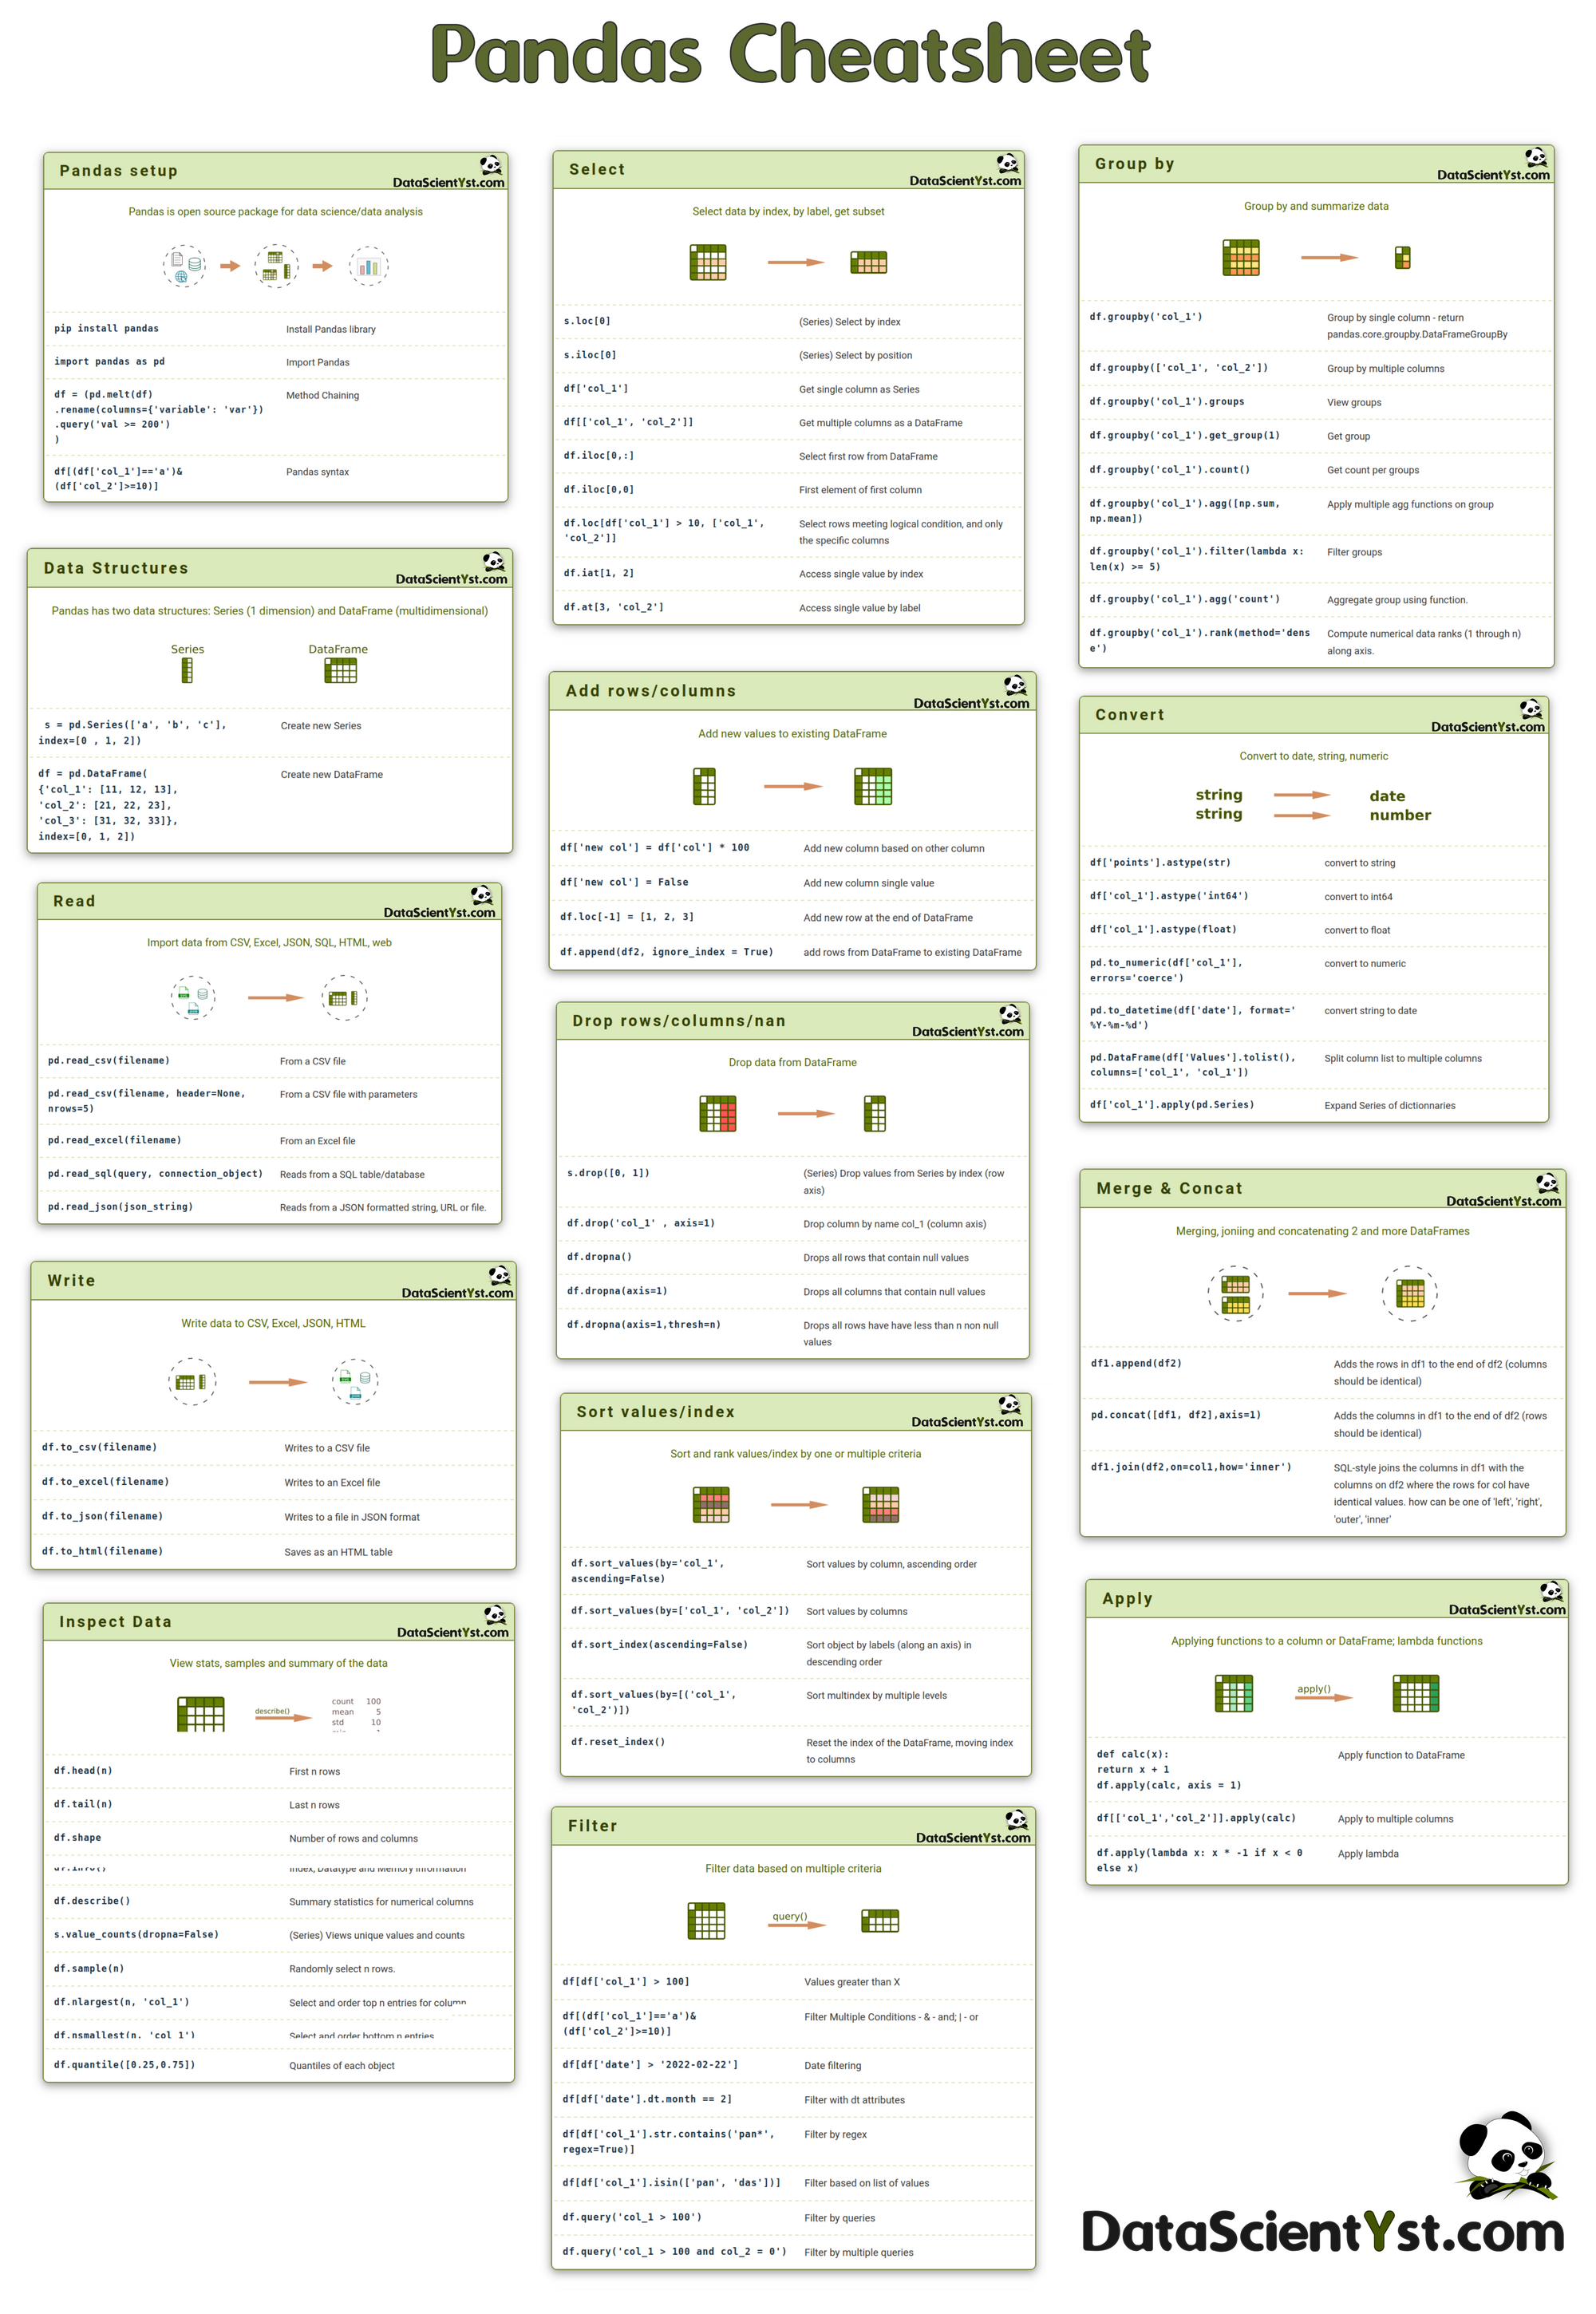 Pandas Cheatsheet
Pandas setup
DataScientYst.com
Pandas is open source package for data science/data analysis
pip install pandas
Install Pandas library
import pandas as pd
Import Pandas
df = (pd.melt(df)
Method Chaining
.rename(columns={'variable': 'var'})
.query('val >= 200')
)
df[(df['col_1']=='a')&
Pandas syntax
(df['col_2']>=10)]
Data Structures
DataScientYst.com
Pandas has two data structures: Series (1 dimension) and DataFrame (multidimensional)
Series
DataFrame
s = pd.Series(['a', 'b', 'c'],
Create new Series
index=[0 , 1, 2])
df = pd.DataFrame(
Create new DataFrame
{'col_1': [11, 12, 13],
'col_2': [21, 22, 23],
'col_3': [31, 32, 33]},
index=[0, 1, 2])
Read
DataScientYst.com
Import data from CSV, Excel, JSON, SQL, HTML, web
pd.read_csv(filename)
From a CSV file
pd.read_csv(filename, header=None,
From a CSV file with parameters
nrows=5)
pd.read_excel(filename)
From an Excel file
pd.read_sql(query, connection_object)
Reads from a SQL table/database
pd.read_json(json_string)
Reads from a JSON formatted string, URL or file.
Write
DataScientYst.com
Write data to CSV, Excel, JSON, HTML
df.to_csv(filename)
Writes to a CSV file
df.to_excel(filename)
Writes to an Excel file
df.to_json(filename)
Writes to a file in JSON format
df.to_html(filename)
Saves as an HTML table
Inspect Data
DataScientYst.com
View stats, samples and summary of the data
describe()
count 100
mean 5
std 10
df.head(n)
First n rows
df.tail(n)
Last n rows
df.shape
Number of rows and columns
df.info()
Index, Datatype and Memory information
df.describe()
Summary statistics for numerical columns
s.value_counts(dropna=False)
(Series) Views unique values and counts
df.sample(n)
Randomly select n rows.
df.nlargest(n, 'col_1')
Select and order top n entries for column
df.nsmallest(n, 'col_1')
Select and order bottom n entries
df.quantile([0.25,0.75])
Quantiles of each object
Select
DataScientYst.com
Select data by index, by label, get subset
s.loc[0]
(Series) Select by index
s.iloc[0]
(Series) Select by position
df['col_1']
Get single column as Series
df[['col_1', 'col_2']]
Get multiple columns as a DataFrame
df.iloc[0,:]
Select first row from DataFrame
df.iloc[0,0]
First element of first column
df.loc[df['col_1'] > 10, ['col_1',
Select rows meeting logical condition, and only
'col_2']]
the specific columns
df.iat[1, 2]
Access single value by index
df.at[3, 'col_2']
Access single value by label
Add rows/columns
DataScientYst.com
Add new values to existing DataFrame
df['new col'] = df['col'] * 100
Add new column based on other column
df['new col'] = False
Add new column single value
df.loc[-1] = [1, 2, 3]
Add new row at the end of DataFrame
df.append(df2, ignore_index = True)
add rows from DataFrame to existing DataFrame
Drop rows/columns/nan
DataScientYst.com
Drop data from DataFrame
s.drop([0, 1])
(Series) Drop values from Series by index (row
axis)
df.drop('col_1' , axis=1)
Drop column by name col_1 (column axis)
df.dropna()
Drops all rows that contain null values
df.dropna(axis=1)
Drops all columns that contain null values
df.dropna(axis=1,thresh=n)
Drops all rows have have less than n non null
values
Sort values/index
DataScientYst.com
Sort and rank values/index by one or multiple criteria
df.sort_values(by='col_1',
Sort values by column, ascending order
ascending=False)
df.sort_values(by=['col_1', 'col_2'])
Sort values by columns
df.sort_index(ascending=False)
Sort object by labels (along an axis) in
descending order
df.sort_values(by=[('col_1',
Sort multindex by multiple levels
'col_2')])
df.reset_index()
Reset the index of the DataFrame, moving index
to columns
Filter
DataScientYst.com
Filter data based on multiple criteria
query()
df[df['col_1'] > 100]
Values greater than X
df[(df['col_1']=='a')&
Filter Multiple Conditions - & - and; | - or
(df['col_2']>=10)]
df[df['date'] > '2022-02-22']
Date filtering
df[df['date'].dt.month == 2]
Filter with dt attributes
df[df['col_1'].str.contains('pan*',
Filter by regex
regex=True)]
df[df['col_1'].isin(['pan', 'das'])]
Filter based on list of values
df.query('col_1 > 100')
Filter by queries
df.query('col_1 > 100 and col_2 = 0')
Filter by multiple queries
Group by
DataScientYst.com
Group by and summarize data
df.groupby('col_1')
Group by single column - return
pandas.core.groupby.DataFrameGroupBy
df.groupby(['col_1', 'col_2'])
Group by multiple columns
df.groupby('col_1').groups
View groups
df.groupby('col_1').get_group(1)
Get group
df.groupby('col_1').count()
Get count per groups
df.groupby('col_1').agg([np.sum,
Apply multiple agg functions on group
np.mean])
df.groupby('col_1').filter(lambda x:
Filter groups
len(x) >= 5)
df.groupby('col_1').agg('count')
Aggregate group using function.
df.groupby('col_1').rank(method='dens
Compute numerical data ranks (1 through n)
e')
along axis.
Convert
DataScientYst.com
Convert to date, string, numeric
string
date
string
number
df['points'].astype(str)
convert to string
df['col_1'].astype('int64')
convert to int64
df['col_1'].astype(float)
convert to float
pd.to_numeric(df['col_1'],
convert to numeric
errors='coerce')
pd.to_datetime(df['date'], format='
convert string to date
%Y-%m-%d')
pd.DataFrame(df['Values'].tolist(),
Split column list to multiple columns
columns=['col_1', 'col_1'])
df['col_1'].apply(pd.Series)
Expand Series of dictionnaries
Merge & Concat
DataScientYst.com
Merging, joniing and concatenating 2 and more DataFrames
df1.append(df2)
Adds the rows in df1 to the end of df2 (columns
should be identical)
pd.concat([df1, df2],axis=1)
Adds the columns in df1 to the end of df2 (rows
should be identical)
df1.join(df2,on=col1,how='inner')
SQL-style joins the columns in df1 with the
columns on df2 where the rows for col have
identical values. how can be one of 'left', 'right',
'outer', 'inner'
Apply
DataScientYst.com
Applying functions to a column or DataFrame; lambda functions
apply()
def calc(x):
Apply function to DataFrame
return x + 1
df.apply(calc, axis = 1)
df[['col_1','col_2']].apply(calc)
Apply to multiple columns
df.apply(lambda x: x * -1 if x < 0
Apply lambda
else x)
DataScientYst.com